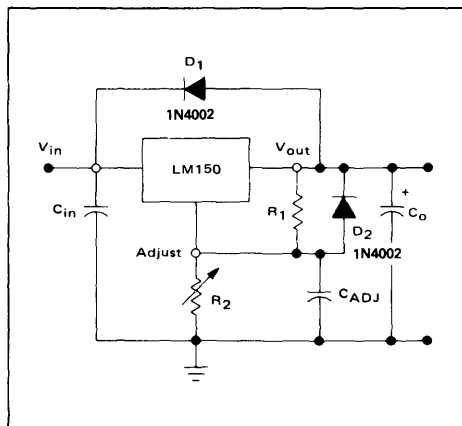 D1
1N4002
Vin
Vout
LM150
Cin
R1
D2
1N4002
+
Co
Adjust
R2
CADJ